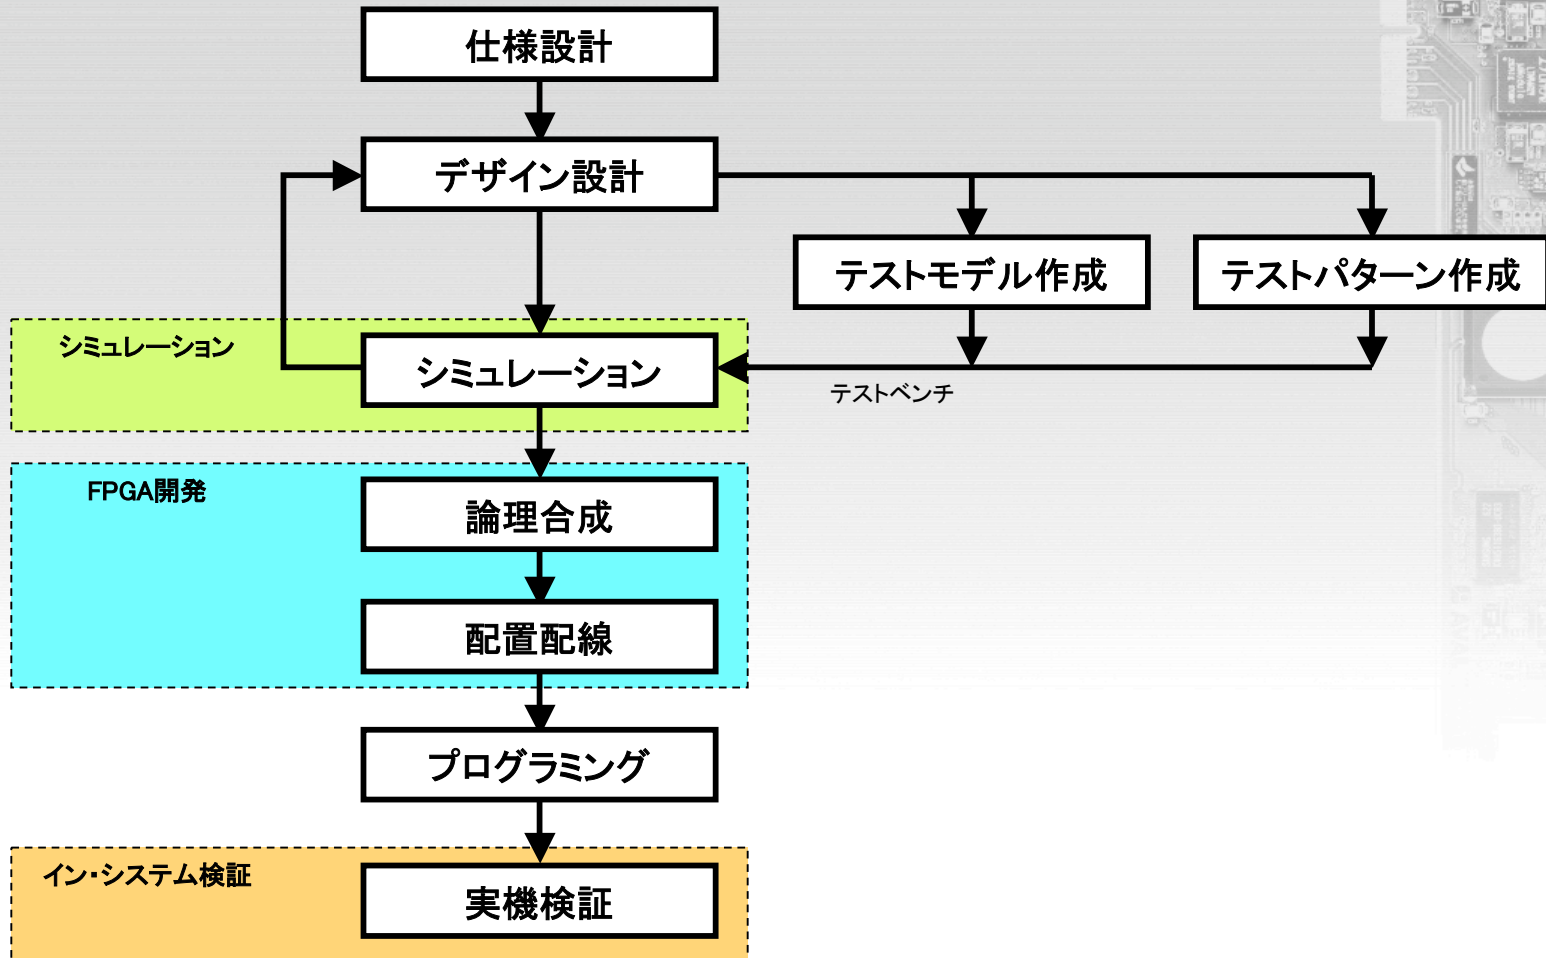 仕様設計
デザイン設計
テストモデル作成
テストパターン作成
シミュレーション
シミュレーション
テストベンチ
FPGA開発
論理合成
配置配線
プログラミング
イン・システム検証
実機検証